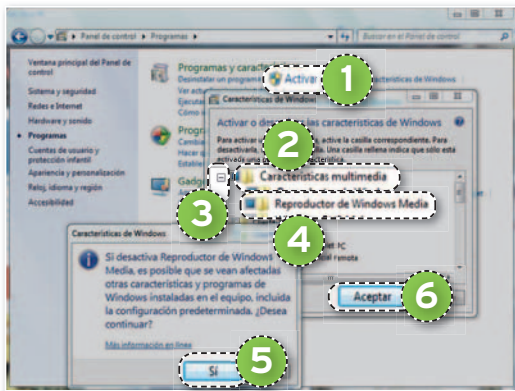 Panel de control ▸ Programas ▸
Buscar en el Panel de control
Ventana principal del Panel de control
Sistema y seguridad
Redes e Internet
Hardware y sonido
Programas
Cuentas de usuario y protección infantil
Apariencia y personalización
Reloj, idioma y región
Accesibilidad
Programas y
Desinstalar un programa
Activar
características de Windows
1
Características de Windows
Activar o
las características de Windows
Para activar
active la casilla correspondiente. Para
Una casilla rellena indica que sólo está
2
Características multimedia
Reproductor de Windows Media
3
4
PC
remota
Aceptar
6
Características de Windows
Si desactiva Reproductor de Windows
Media, es posible que se vean afectadas
otras características y programas de
Windows instaladas en el equipo, incluida
la configuración predeterminada. ¿Desea
continuar?
Más información en línea
5
Sí